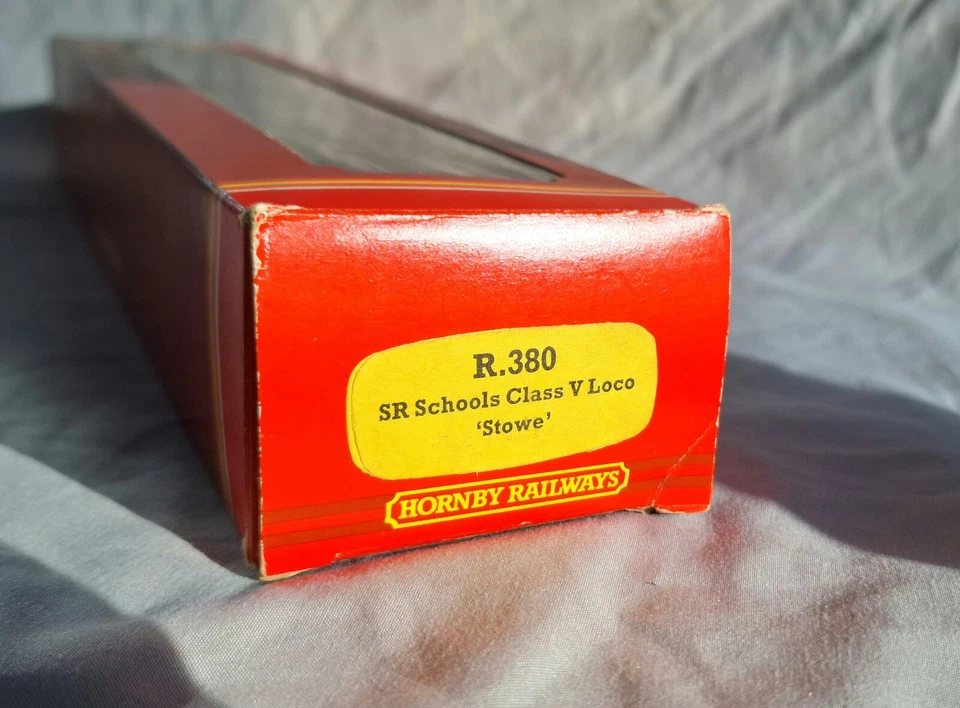 R.380
SR Schools Class V Loco
‘Stowe’
HORNBY RAILWAYS